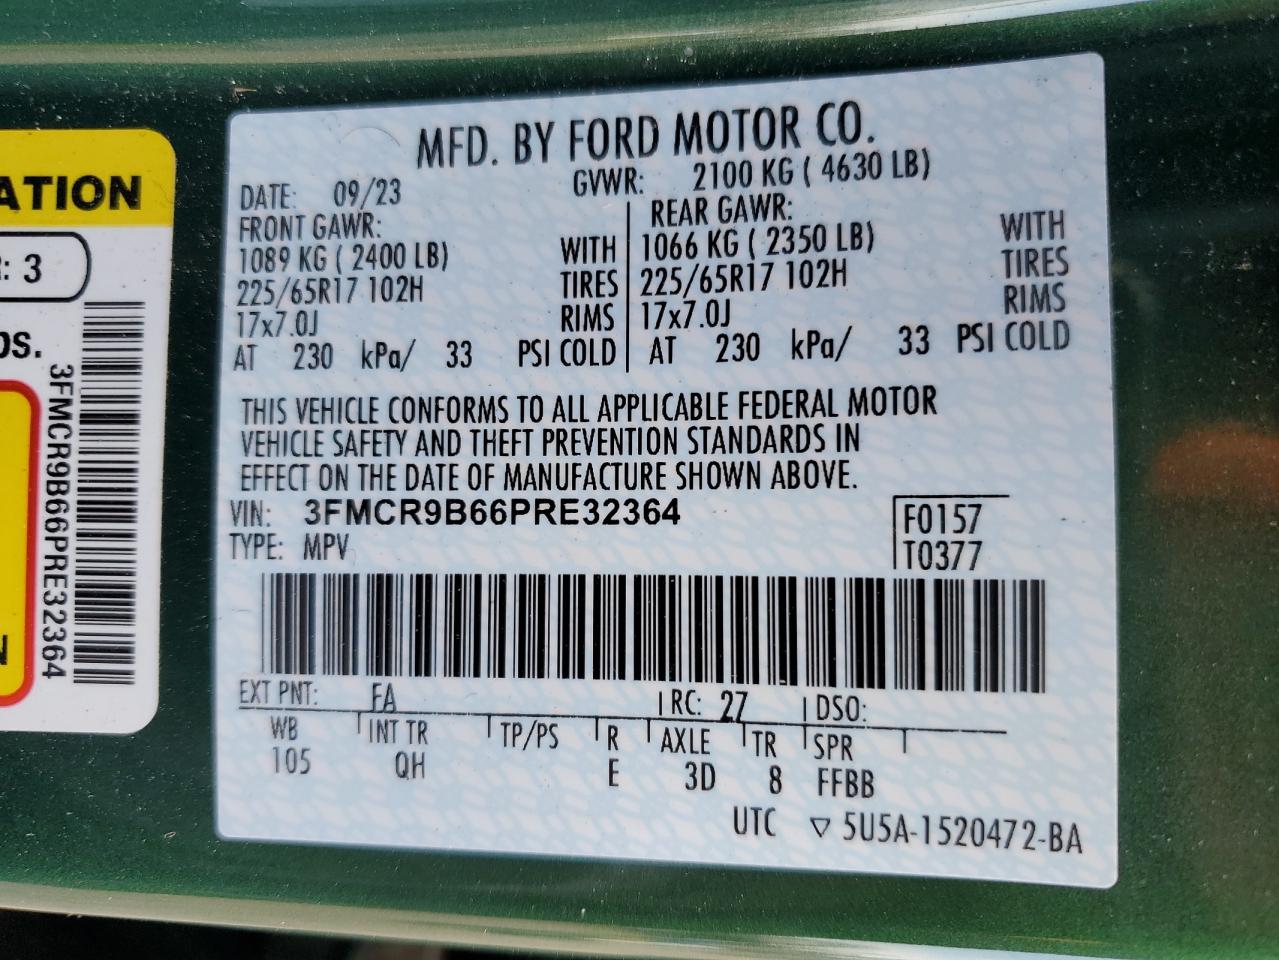 ATION
: 3
OS.
3FMCR9B66PRE32364
N
MFD. BY FORD MOTOR CO.
DATE: 09/23 GVWR: 2100 KG ( 4630 LB)
FRONT GAWR: REAR GAWR:
1089 KG ( 2400 LB) WITH 1066 KG ( 2350 LB) WITH
225/65R17 102H TIRES 225/65R17 102H TIRES
17x7.0J RIMS 17x7.0J RIMS
AT 230 kPa/ 33 PSI COLD AT 230 kPa/ 33 PSI COLD
THIS VEHICLE CONFORMS TO ALL APPLICABLE FEDERAL MOTOR
VEHICLE SAFETY AND THEFT PREVENTION STANDARDS IN
EFFECT ON THE DATE OF MANUFACTURE SHOWN ABOVE.
VIN: 3FMCR9B66PRE32364 F0157
TYPE: MPV T0377
EXT PNT: FA RC: 27 DSO:
WB INT TR TP/PS R AXLE TR SPR
105 QH E 3D 8 FFBB
UTC ▽ 5U5A-1520472-BA